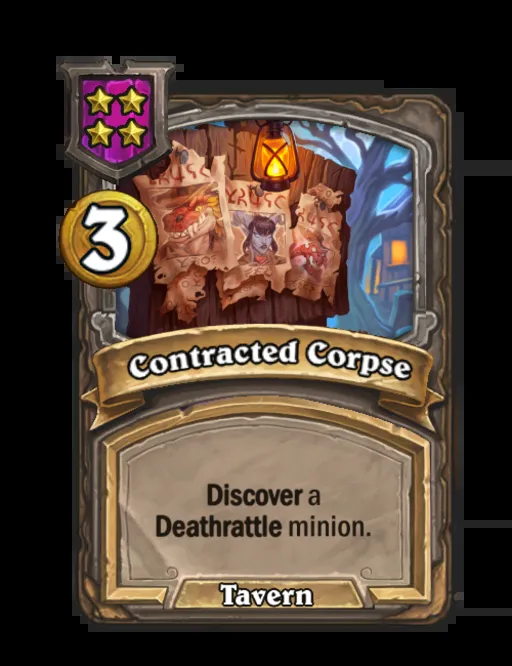 3
Contracted Corpse
Discover a
Deathrattle minion.
Tavern